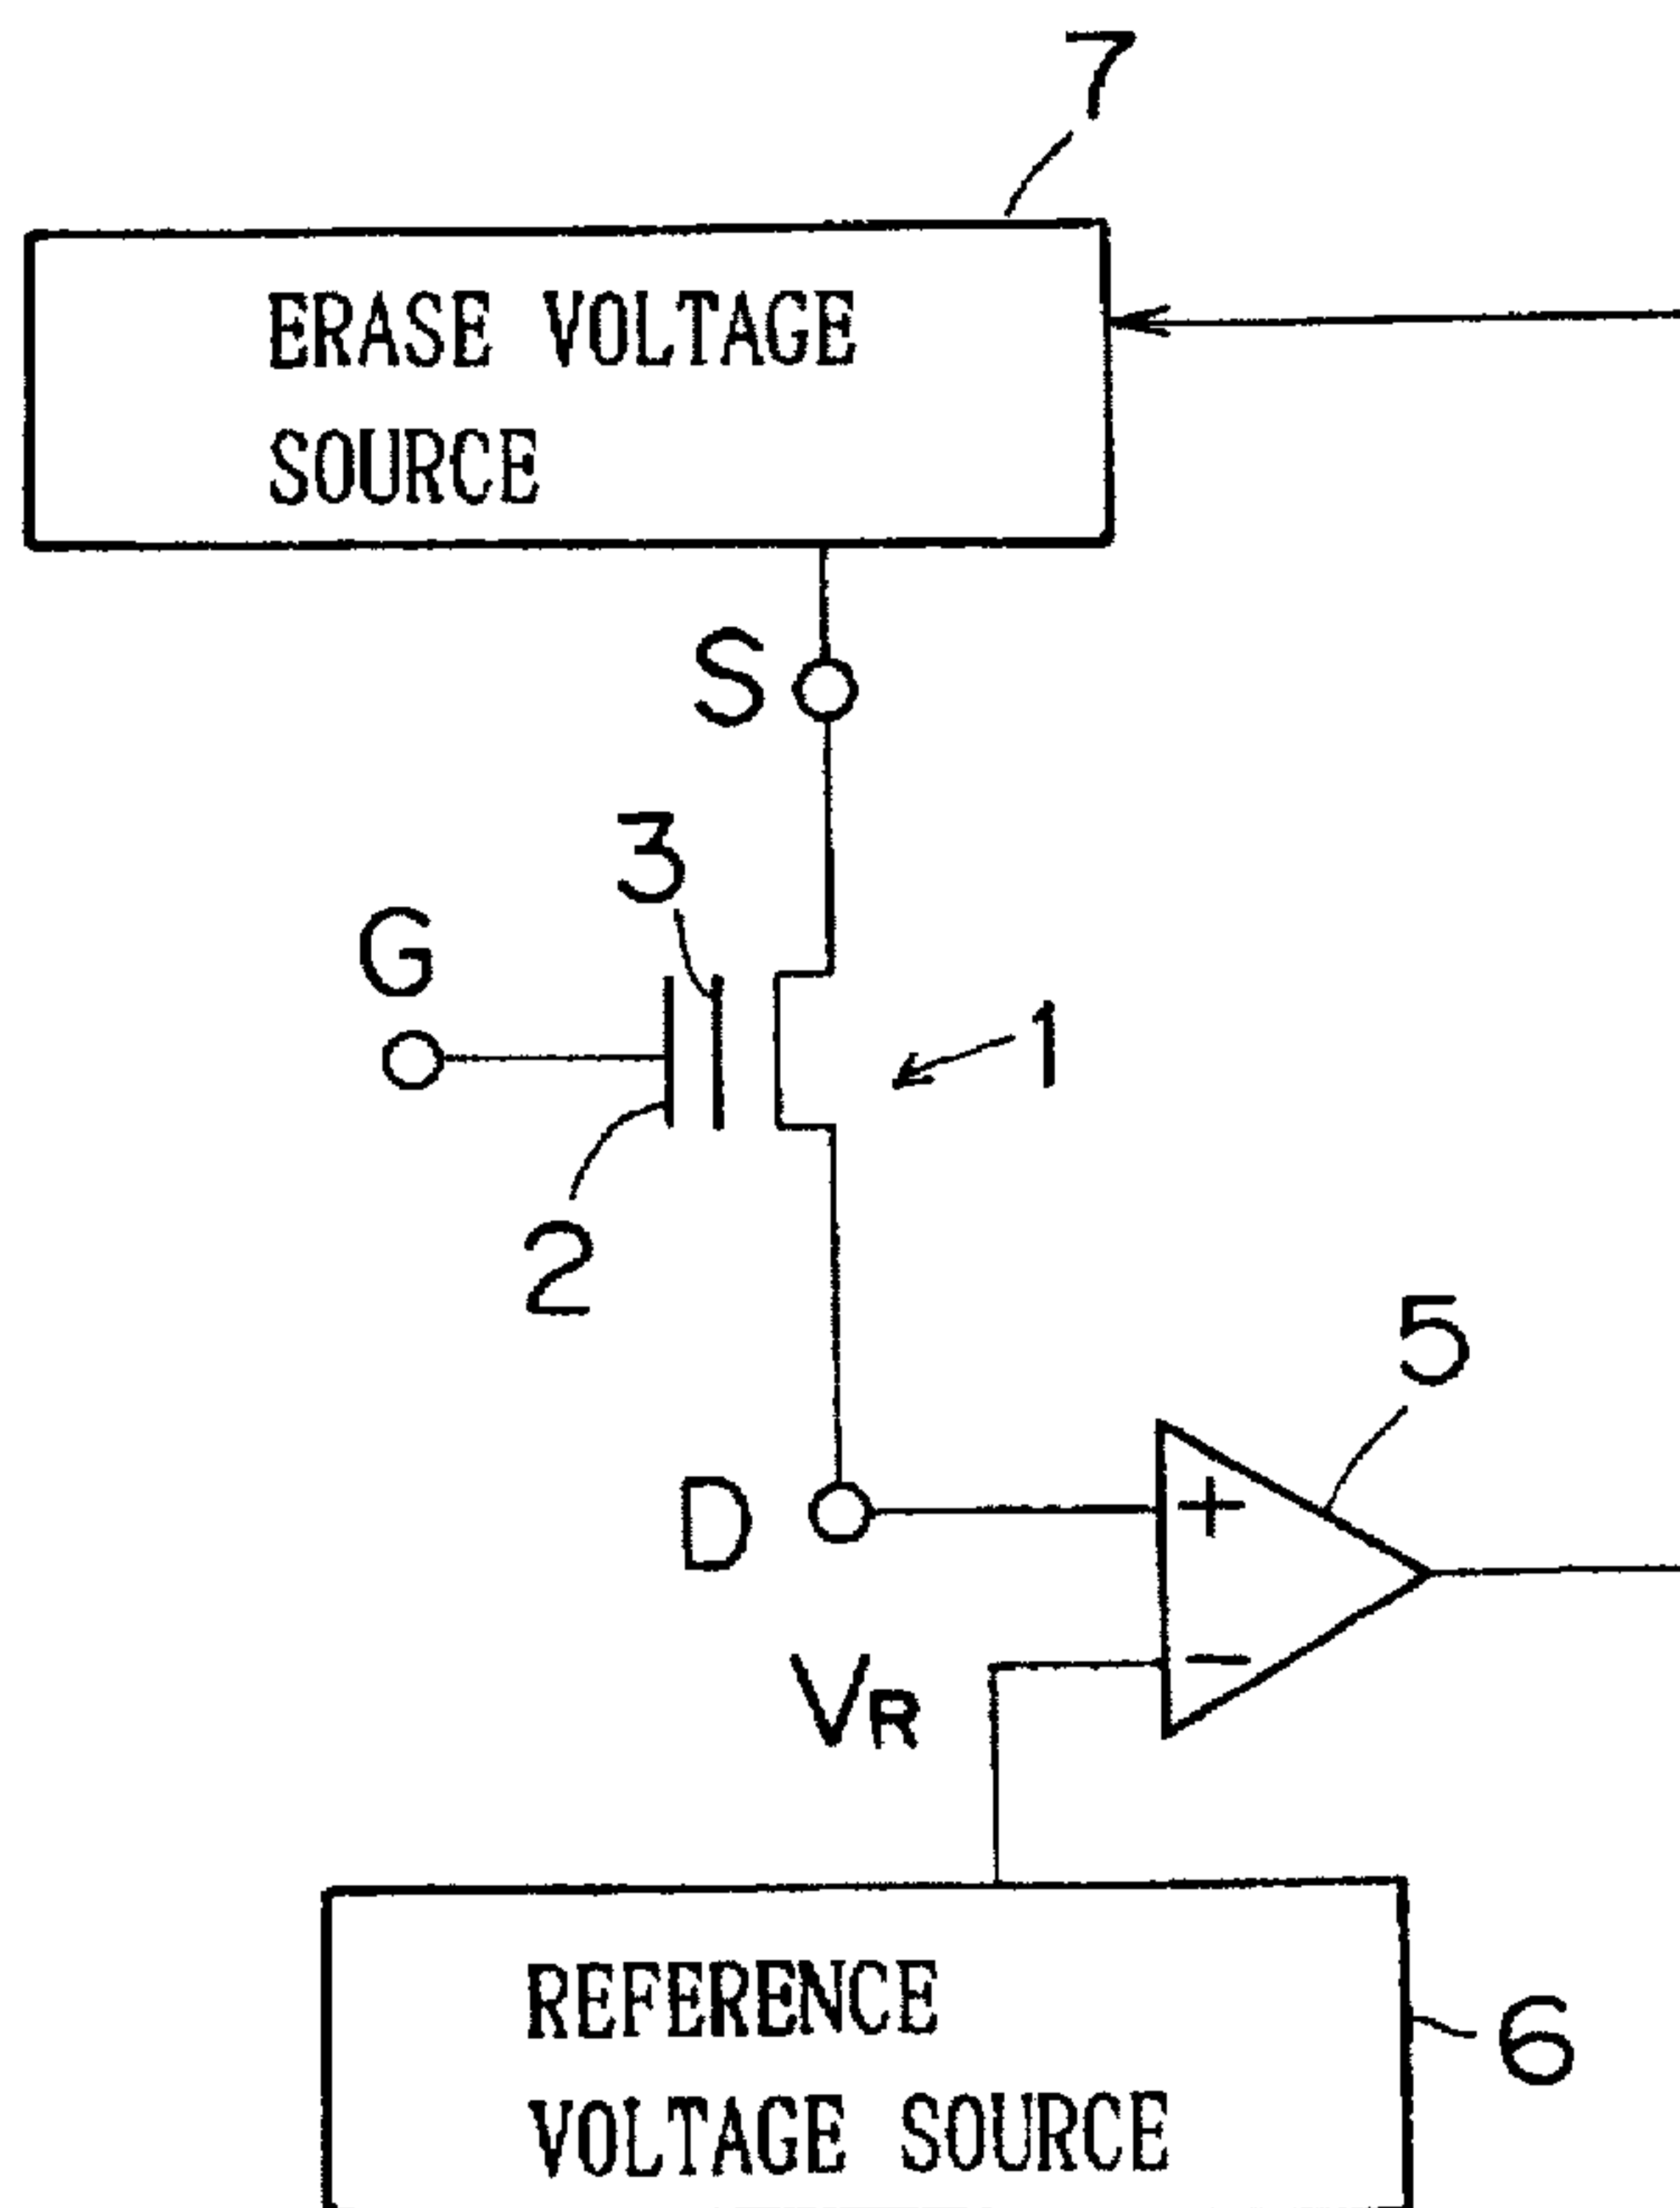 7
ERASE VOLTAGE
SOURCE
S
3
G
1
2
5
D
+
VR
−
REFERENCE
VOLTAGE SOURCE
6